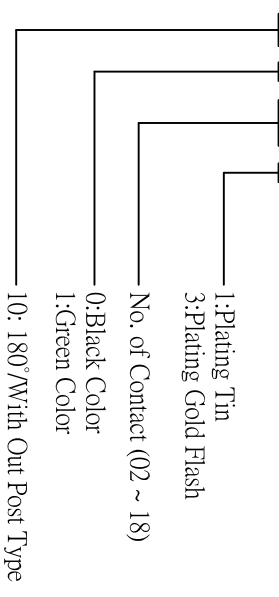 1:Plating Tin
3:Plating Gold Flash
No. of Contact (02 ~ 18)
0:Black Color
1:Green Color
10: 180°/With Out Post Type